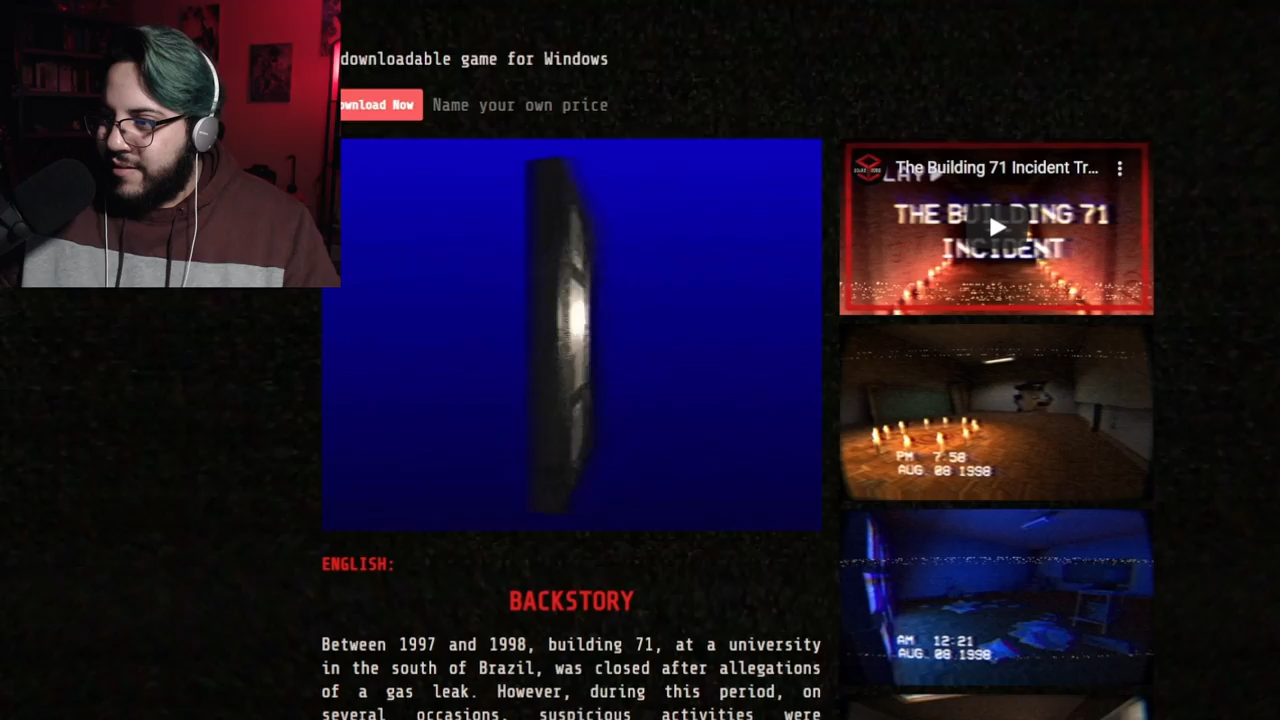 downloadable game for Windows
ownload Now Name your own price
The Building 71 Incident Tr...
LAY
THE BUILDING 71
INCIDENT
PM 7:58
AUG. 08 1998
AM 12:21
AUG. 08 1998
ENGLISH:
BACKSTORY
Between 1997 and 1998, building 71, at a university
in the south of Brazil, was closed after allegations
of a gas leak. However, during this period, on
several occasions, suspicious activities were